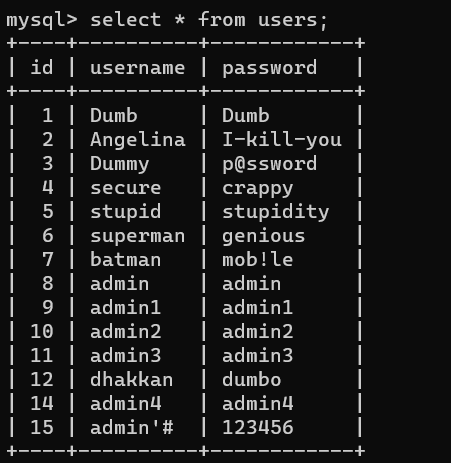 mysql> select * from users;
+----+----------+------------+
| id | username | password   |
+----+----------+------------+
|  1 | Dumb     | Dumb       |
|  2 | Angelina | I-kill-you |
|  3 | Dummy    | p@ssword   |
|  4 | secure   | crappy     |
|  5 | stupid   | stupidity  |
|  6 | superman | genious    |
|  7 | batman   | mob!le     |
|  8 | admin    | admin      |
|  9 | admin1   | admin1     |
| 10 | admin2   | admin2     |
| 11 | admin3   | admin3     |
| 12 | dhakkan  | dumbo      |
| 14 | admin4   | admin4     |
| 15 | admin'#  | 123456     |
+----+----------+------------+